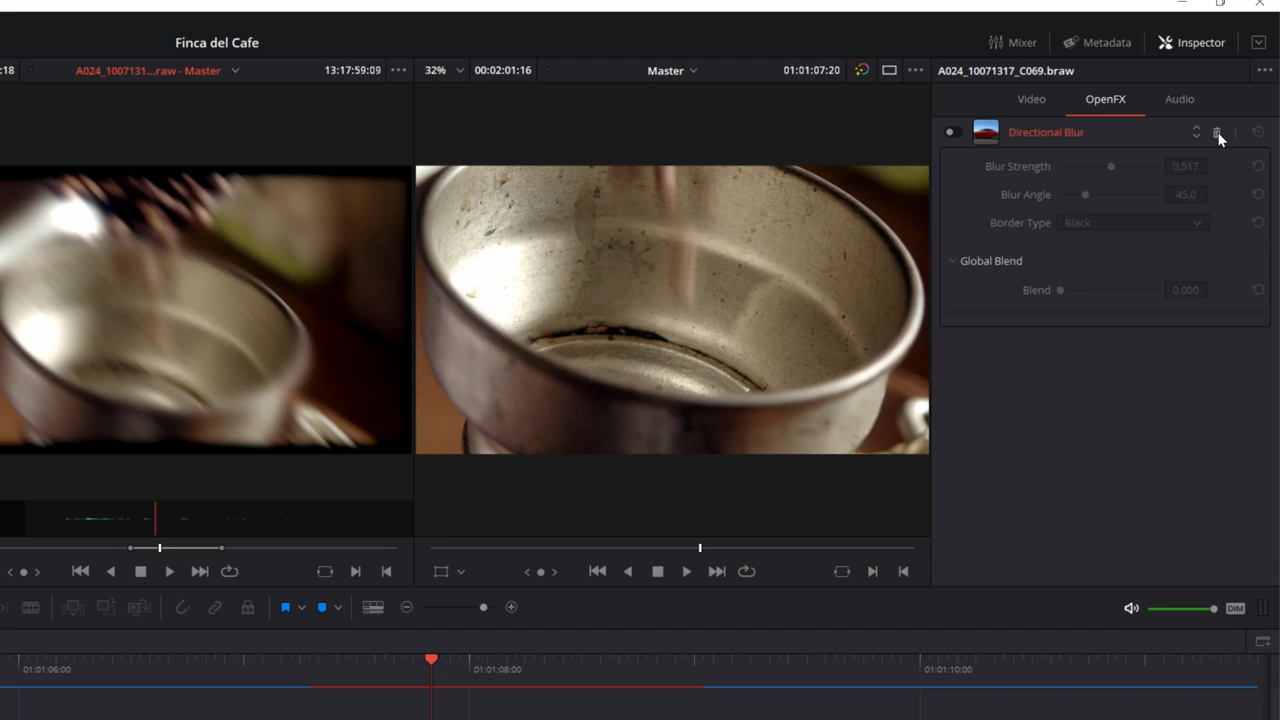 Finca del Cafe
Mixer
Metadata
Inspector
:18
A024_1007131...raw - Master
13:17:59:09
32%
00:02:01:16
Master
01:01:07:20
A024_10071317_C069.braw
Video
OpenFX
Audio
Directional Blur
Blur Strength
0.517
Blur Angle
45.0
Border Type
Black
Global Blend
Blend
0.000
DIM
01:01:06:00
01:01:08:00
01:01:10:00